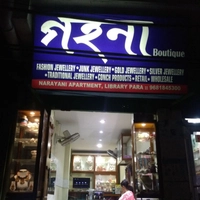 গহনা
Boutique
FASHION JEWELLERY • JUNK JEWELLERY • GOLD JEWELLERY • SILVER JEWELLERY
• TRADITIONAL JEWELLERY • CONCH PRODUCTS • RETAIL • WHOLESALE
NARAYANI APARTMENT, LIBRARY PARA